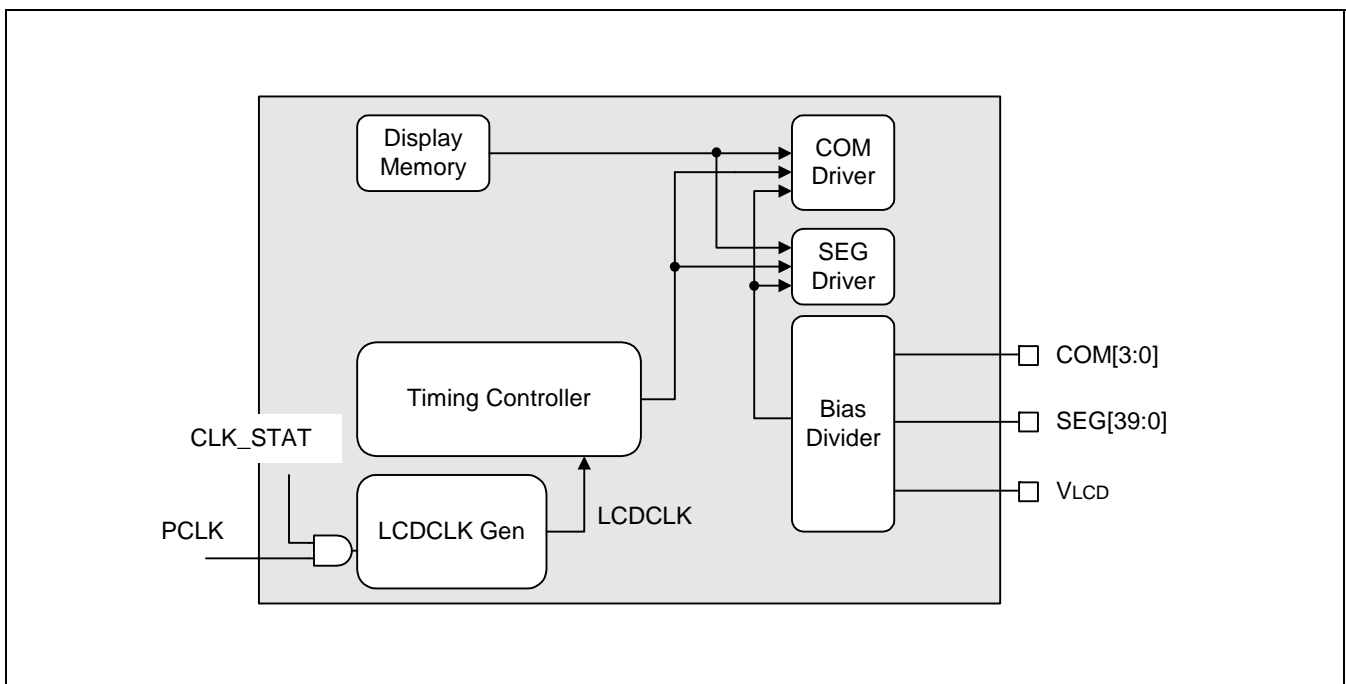 Display
Memory
COM
Driver
SEG
Driver
Timing Controller
Bias
Divider
COM[3:0]
SEG[39:0]
VLCD
CLK_STAT
PCLK
LCDCLK Gen
LCDCLK